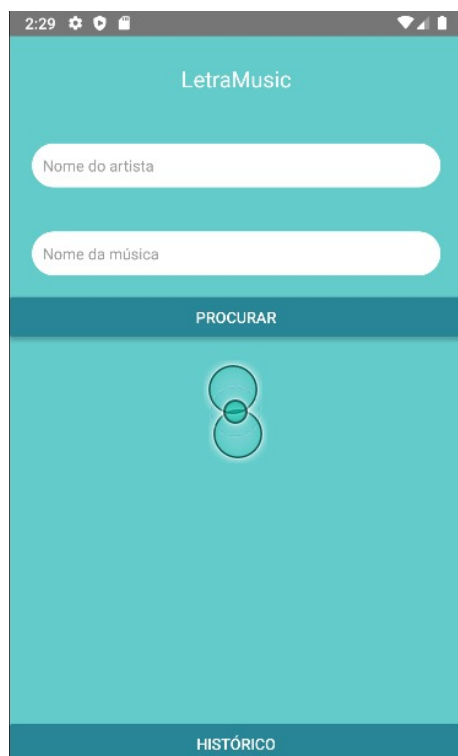 2:29
LetraMusic
Nome do artista
Nome da música
PROCURAR
HISTÓRICO